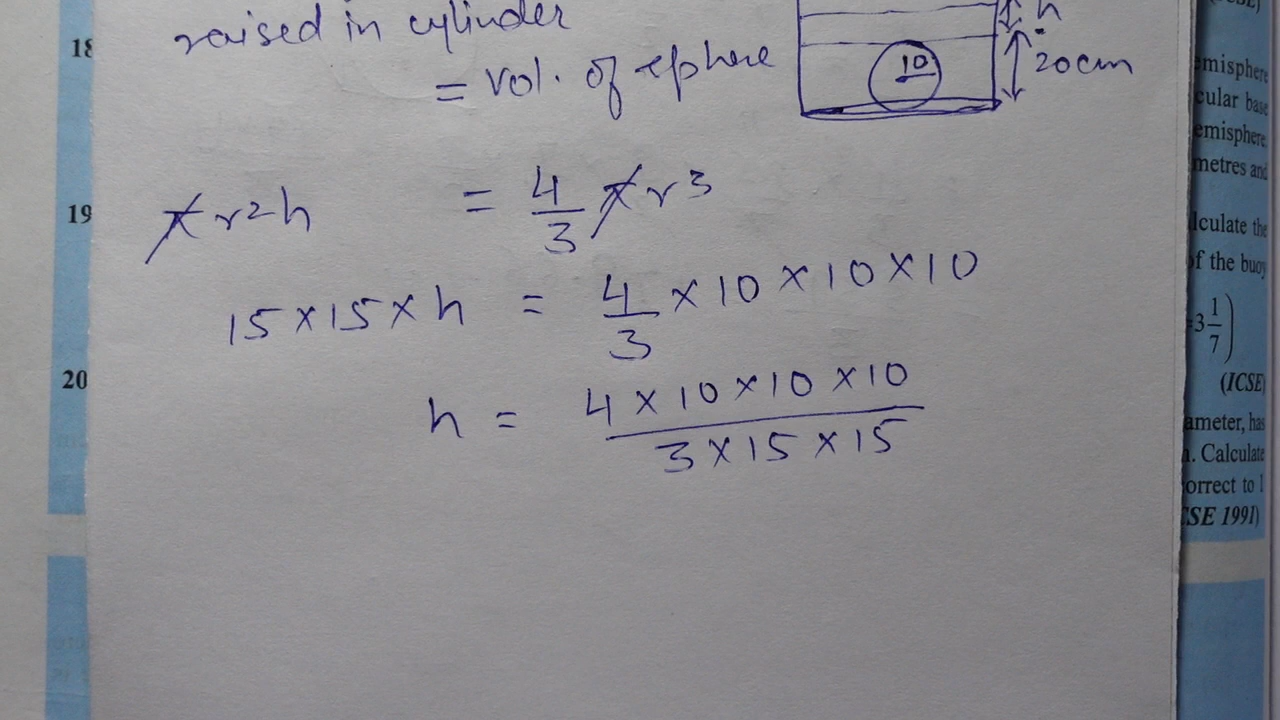 raised in cylinder
= vol. of sphere
h
10
20cm
πr²h = 4/3 πr³
15×15×h = 4/3 ×10×10×10
h = 4×10×10×10 / 3×15×15
18
19
20
emisphere
cular base
emisphere
metres and
lculate the
of the buoy
3 1/7)
(ICSE
ameter, has
. Calculate
orrect to 1
SE 1991)